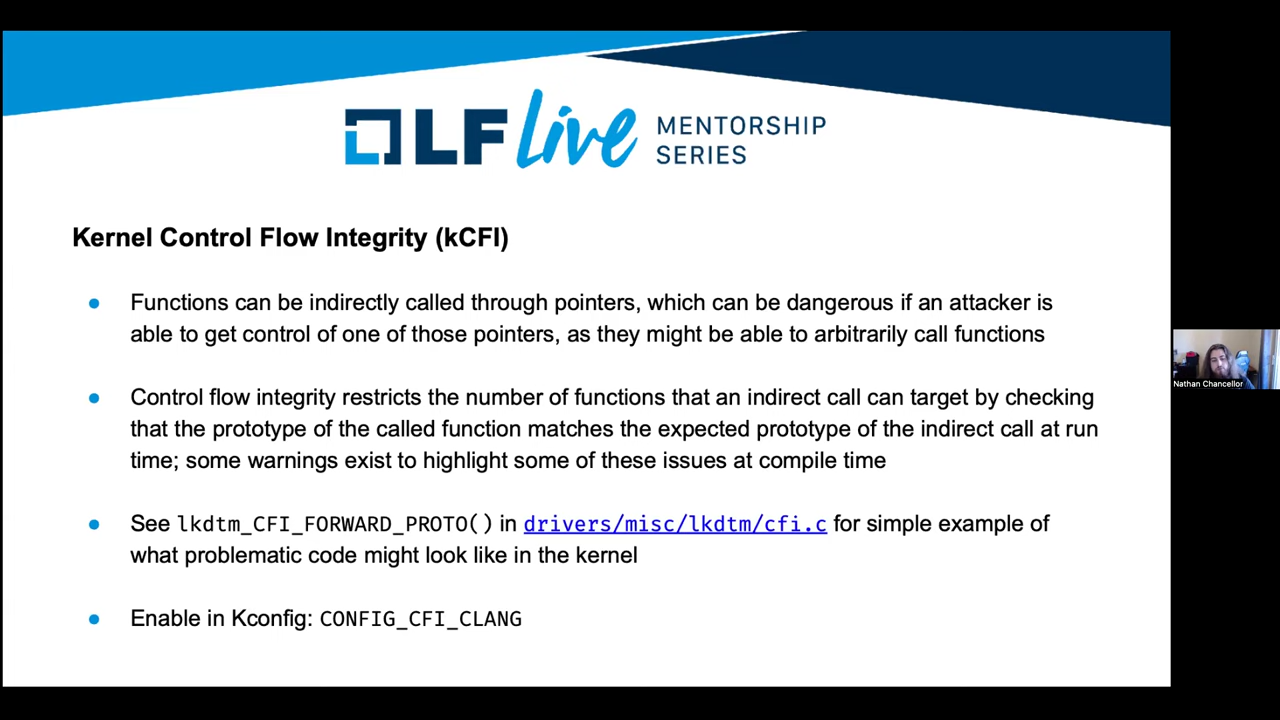 LF Live MENTORSHIP
SERIES
Kernel Control Flow Integrity (kCFI)
● Functions can be indirectly called through pointers, which can be dangerous if an attacker is
able to get control of one of those pointers, as they might be able to arbitrarily call functions
● Control flow integrity restricts the number of functions that an indirect call can target by checking
that the prototype of the called function matches the expected prototype of the indirect call at run
time; some warnings exist to highlight some of these issues at compile time
● See lkdtm_CFI_FORWARD_PROTO() in drivers/misc/lkdtm/cfi.c for simple example of
what problematic code might look like in the kernel
● Enable in Kconfig: CONFIG_CFI_CLANG
Nathan Chancellor